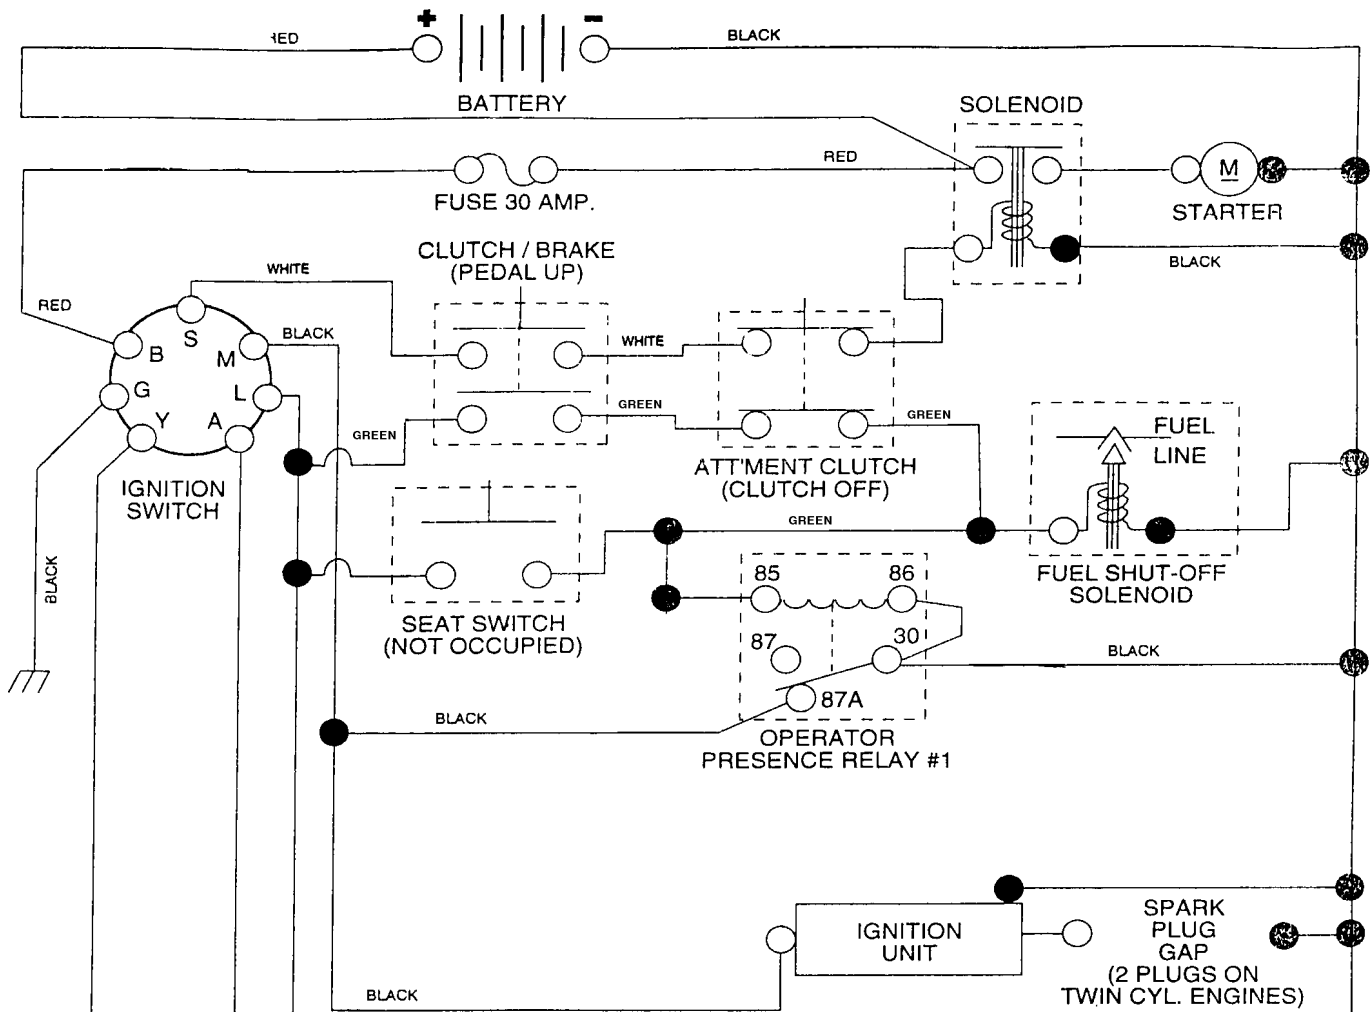 + -
RED
BLACK
BATTERY
SOLENOID
RED
M
FUSE 30 AMP.
STARTER
CLUTCH / BRAKE
(PEDAL UP)
WHITE
BLACK
RED
S
BLACK
B
M
WHITE
G
L
Y
A
GREEN
GREEN
GREEN
FUEL
LINE
IGNITION
SWITCH
ATT'MENT CLUTCH
(CLUTCH OFF)
GREEN
BLACK
85
86
FUEL SHUT-OFF
SOLENOID
SEAT SWITCH
(NOT OCCUPIED)
87
30
BLACK
87A
BLACK
OPERATOR
PRESENCE RELAY #1
IGNITION
UNIT
SPARK
PLUG
GAP
(2 PLUGS ON
TWIN CYL. ENGINES)
BLACK